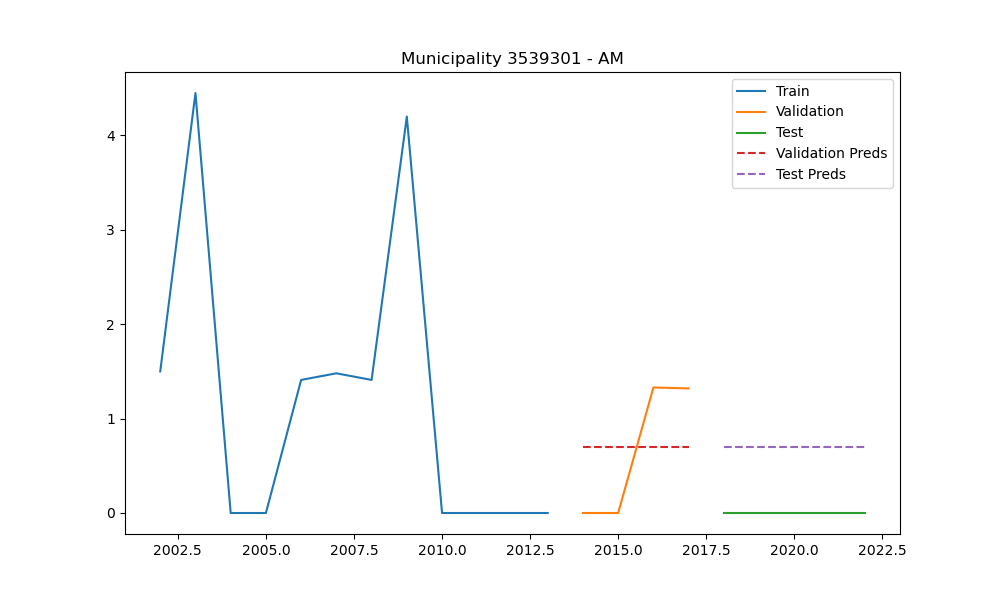 Municipality 3539301 - AM
Train
Validation
Test
Validation Preds
Test Preds
4
3
2
1
0
2002.5 2005.0 2007.5 2010.0 2012.5 2015.0 2017.5 2020.0 2022.5